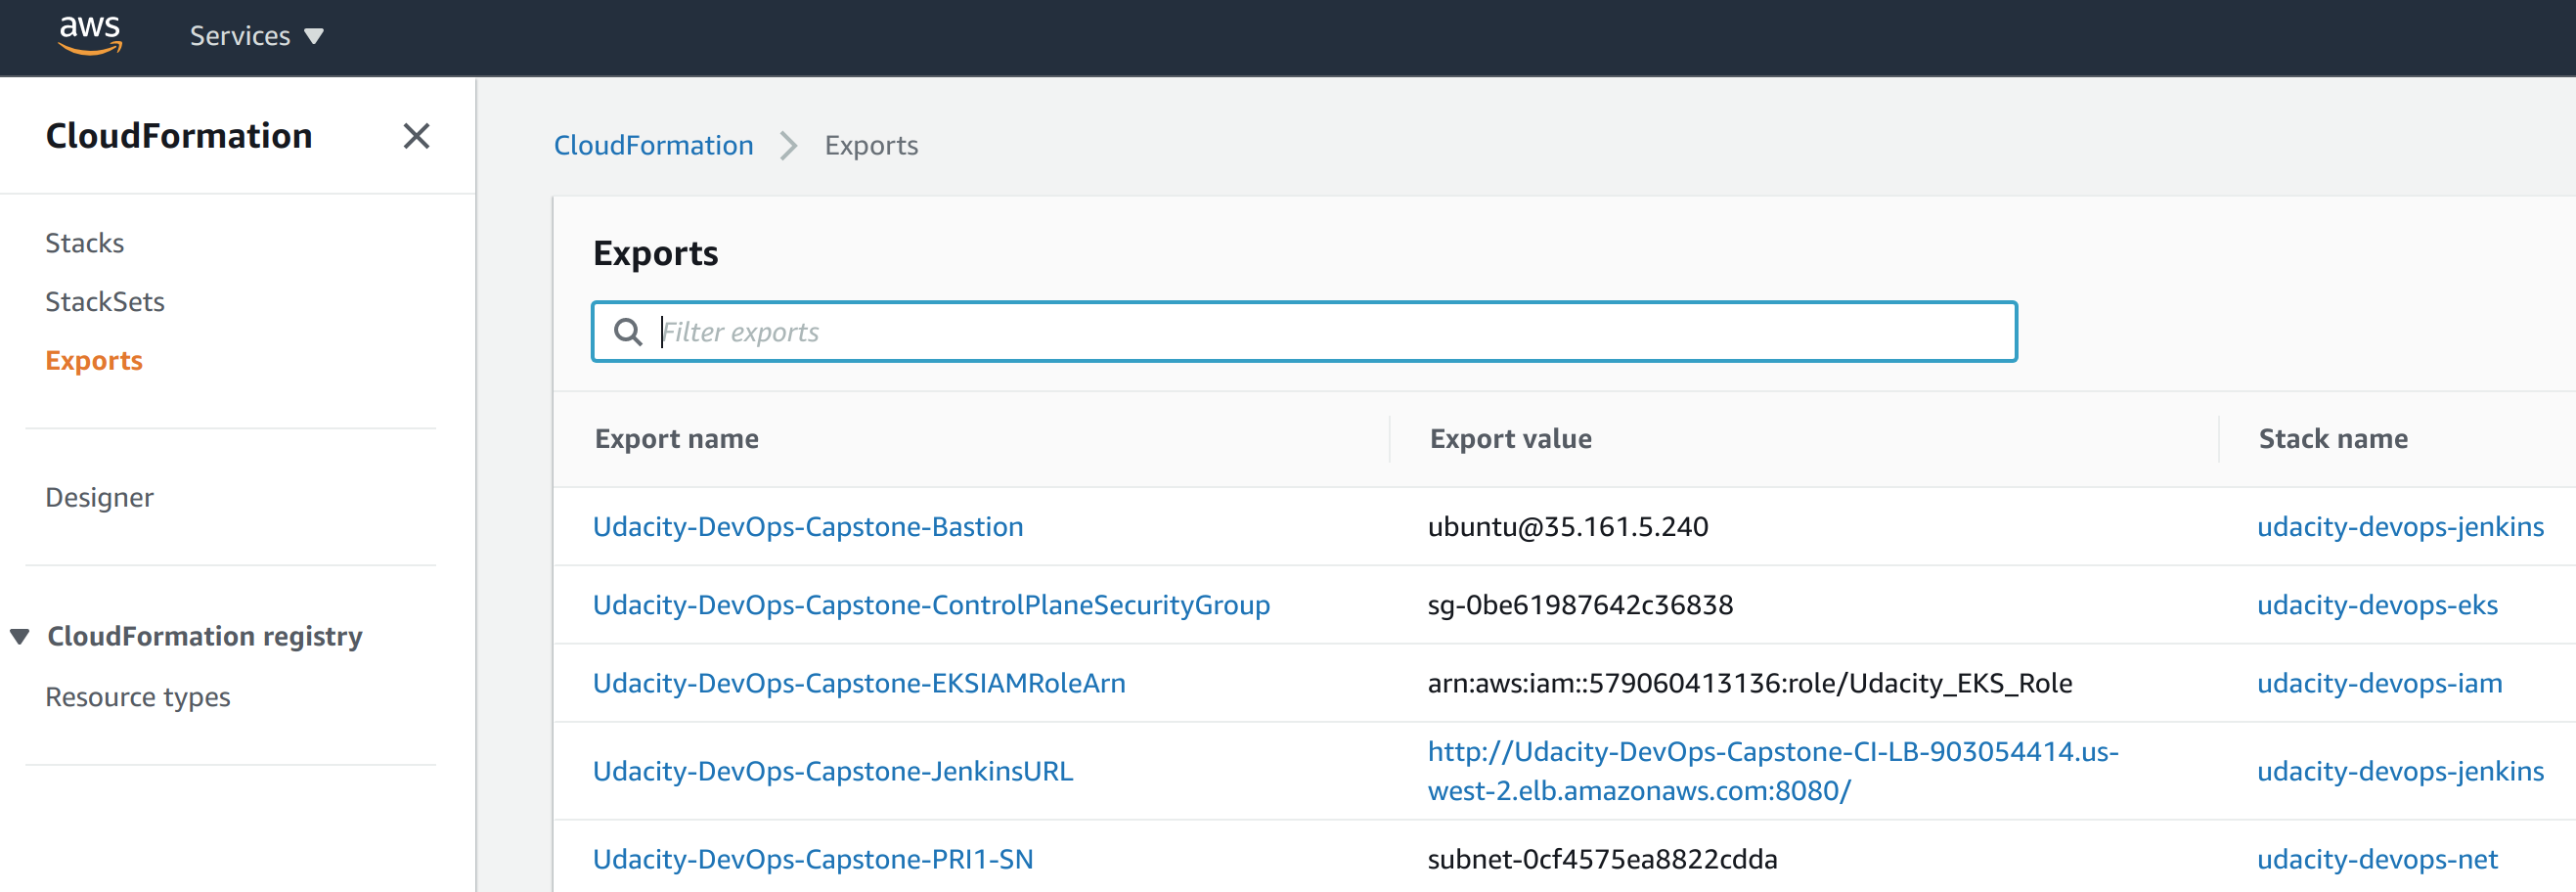 aws
Services
CloudFormation
Stacks
StackSets
Exports
Designer
CloudFormation registry
Resource types
CloudFormation
Exports
Exports
Filter exports
Export name
Export value
Stack name
Udacity-DevOps-Capstone-Bastion
ubuntu@35.161.5.240
udacity-devops-jenkins
Udacity-DevOps-Capstone-ControlPlaneSecurityGroup
sg-0be61987642c36838
udacity-devops-eks
Udacity-DevOps-Capstone-EKSIAMRoleArn
arn:aws:iam::579060413136:role/Udacity_EKS_Role
udacity-devops-iam
Udacity-DevOps-Capstone-JenkinsURL
http://Udacity-DevOps-Capstone-CI-LB-903054414.us-
west-2.elb.amazonaws.com:8080/
udacity-devops-jenkins
Udacity-DevOps-Capstone-PRI1-SN
subnet-0cf4575ea8822cdda
udacity-devops-net